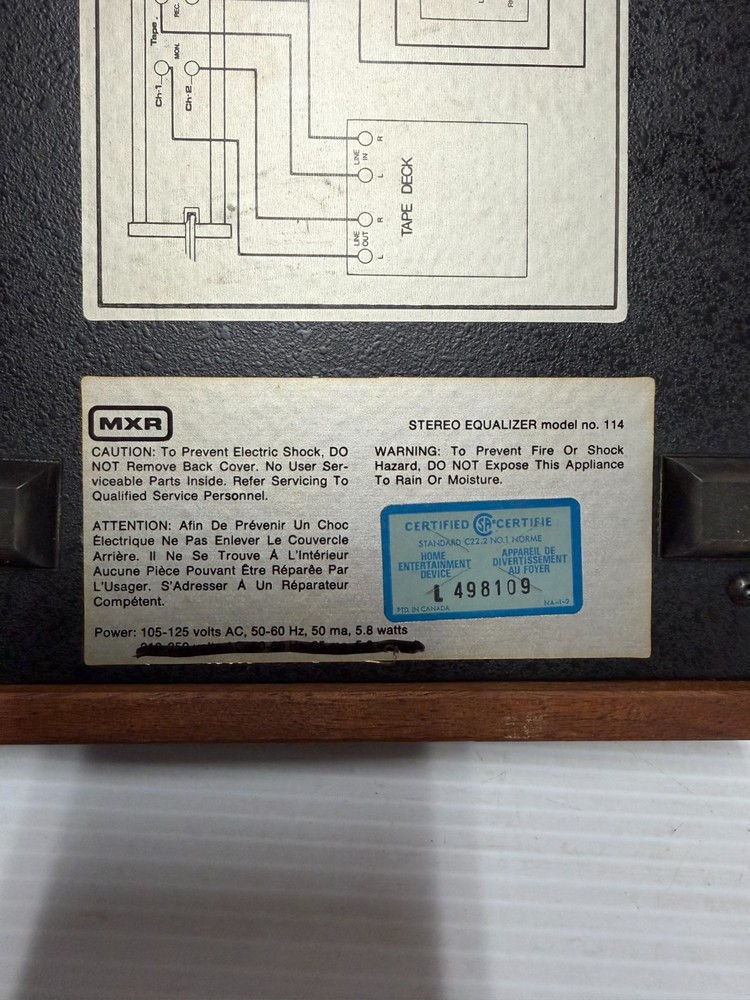 Tape
REC.
MON.
Ch-1
Ch-2
LINE IN
R
L
LINE OUT
R
L
TAPE DECK
MXR
STEREO EQUALIZER model no. 114
CAUTION: To Prevent Electric Shock, DO
NOT Remove Back Cover. No User Ser-
viceable Parts Inside. Refer Servicing To
Qualified Service Personnel.
WARNING: To Prevent Fire Or Shock
Hazard, DO NOT Expose This Appliance
To Rain Or Moisture.
ATTENTION: Afin De Prévenir Un Choc
Électrique Ne Pas Enlever Le Couvercle
Arrière. Il Ne Se Trouve Á L'Intérieur
Aucune Pièce Pouvant Être Réparêe Par
L'Usager. S'Adresser Á Un Réparateur
Compétent.
CERTIFIED SA CERTIFIE
STANDARD C22.2 NO.1 NORME
HOME
ENTERTAINMENT
DEVICE
APPAREIL DE
DIVERTISSEMENT
AU FOYER
L 498109
PTD. IN CANADA
NA-1-2
Power: 105-125 volts AC, 50-60 Hz, 50 ma, 5.8 watts